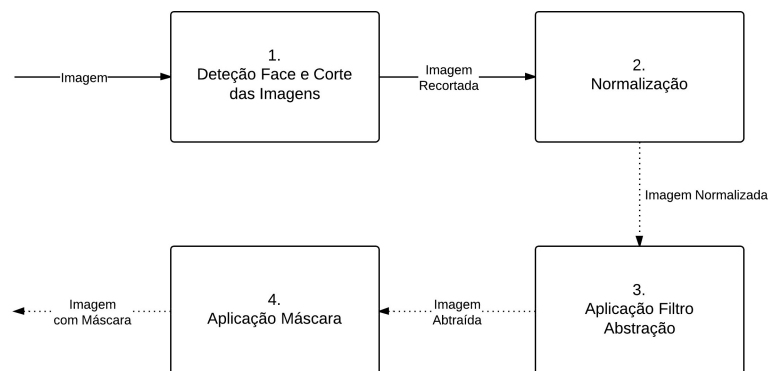 1.
Deteção Face e Corte
das Imagens
Imagem
Imagem
Recortada
2.
Normalização
Imagem Normalizada
3.
Aplicação Filtro
Abstração
Imagem
Abtraída
4.
Aplicação Máscara
Imagem
com Máscara